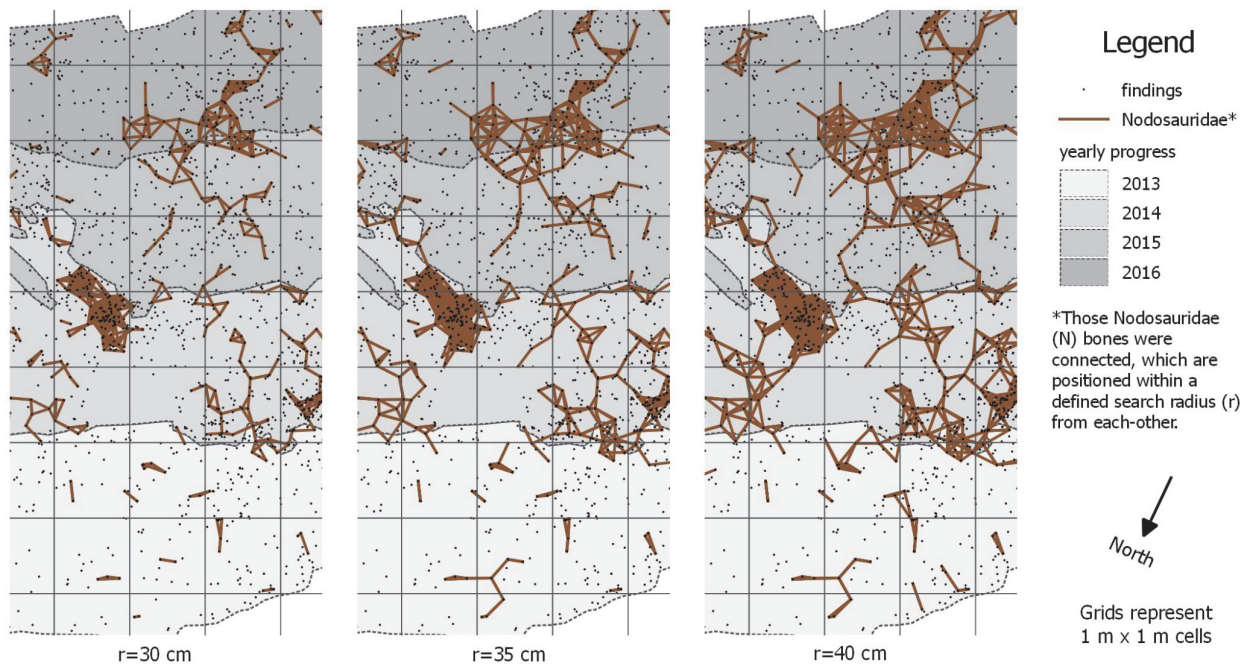 Legend
findings
Nodosauridae*
yearly progress
2013
2014
2015
2016
*Those Nodosauridae
(N) bones were
connected, which are
positioned within a
defined search radius (r)
from each-other.
North
Grids represent
1 m x 1 m cells
r=30 cm
r=35 cm
r=40 cm